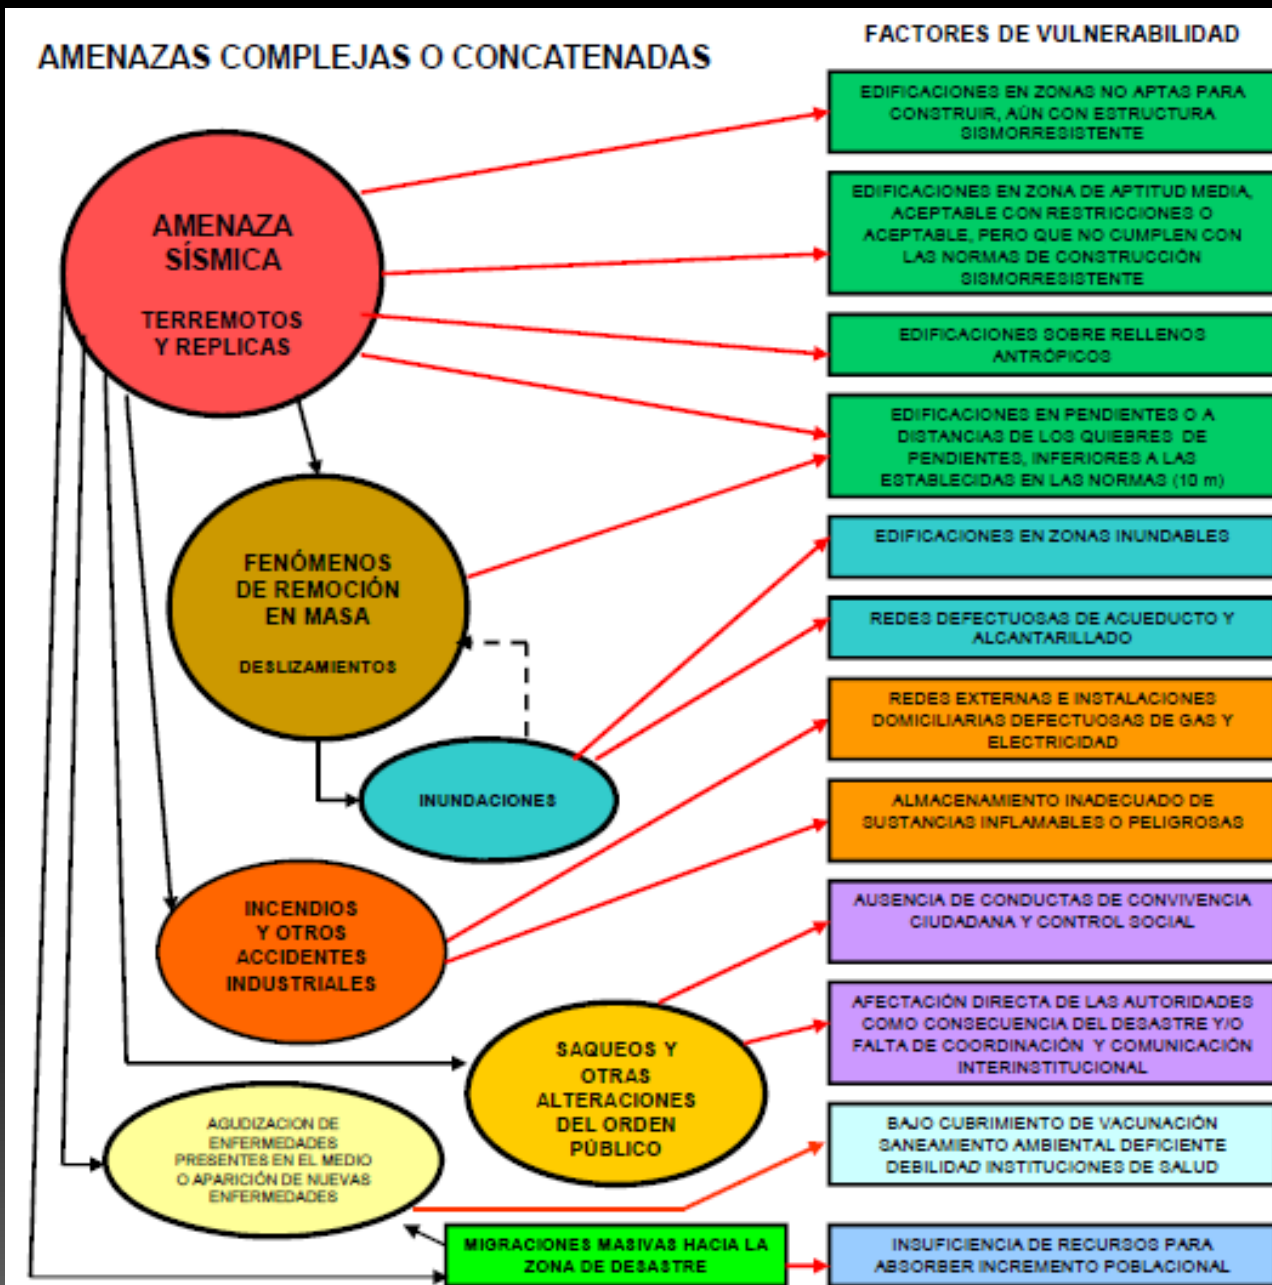 AMENAZAS COMPLEJAS O CONCATENADAS
FACTORES DE VULNERABILIDAD
AMENAZA
SÍSMICA
TERREMOTOS
Y REPLICAS
FENÓMENOS
DE REMOCIÓN
EN MASA
DESLIZAMIENTOS
INUNDACIONES
INCENDIOS
Y OTROS
ACCIDENTES
INDUSTRIALES
SAQUEOS Y
OTRAS
ALTERACIONES
DEL ORDEN
PÚBLICO
AGUDIZACION DE
ENFERMEDADES
PRESENTES EN EL MEDIO
O APARICIÓN DE NUEVAS
ENFERMEDADES
MIGRACIONES MASIVAS HACIA LA
ZONA DE DESASTRE
EDIFICACIONES EN ZONAS NO APTAS PARA
CONSTRUIR, AÚN CON ESTRUCTURA
SISMORRESISTENTE
EDIFICACIONES EN ZONA DE APTITUD MEDIA,
ACEPTABLE CON RESTRICCIONES O
ACEPTABLE, PERO QUE NO CUMPLEN CON
LAS NORMAS DE CONSTRUCCIÓN
SISMORRESISTENTE
EDIFICACIONES SOBRE RELLENOS
ANTRÓPICOS
EDIFICACIONES EN PENDIENTES O A
DISTANCIAS DE LOS QUIEBRES DE
PENDIENTES, INFERIORES A LAS
ESTABLECIDAS EN LAS NORMAS (10 m)
EDIFICACIONES EN ZONAS INUNDABLES
REDES DEFECTUOSAS DE ACUEDUCTO Y
ALCANTARILLADO
REDES EXTERNAS E INSTALACIONES
DOMICILIARIAS DEFECTUOSAS DE GAS Y
ELECTRICIDAD
ALMACENAMIENTO INADECUADO DE
SUSTANCIAS INFLAMABLES O PELIGROSAS
AUSENCIA DE CONDUCTAS DE CONVIVENCIA
CIUDADANA Y CONTROL SOCIAL
AFECTACIÓN DIRECTA DE LAS AUTORIDADES
COMO CONSECUENCIA DEL DESASTRE Y/O
FALTA DE COORDINACIÓN Y COMUNICACIÓN
INTERINSTITUCIONAL
BAJO CUBRIMIENTO DE VACUNACIÓN
SANEAMIENTO AMBIENTAL DEFICIENTE
DEBILIDAD INSTITUCIONES DE SALUD
INSUFICIENCIA DE RECURSOS PARA
ABSORBER INCREMENTO POBLACIONAL